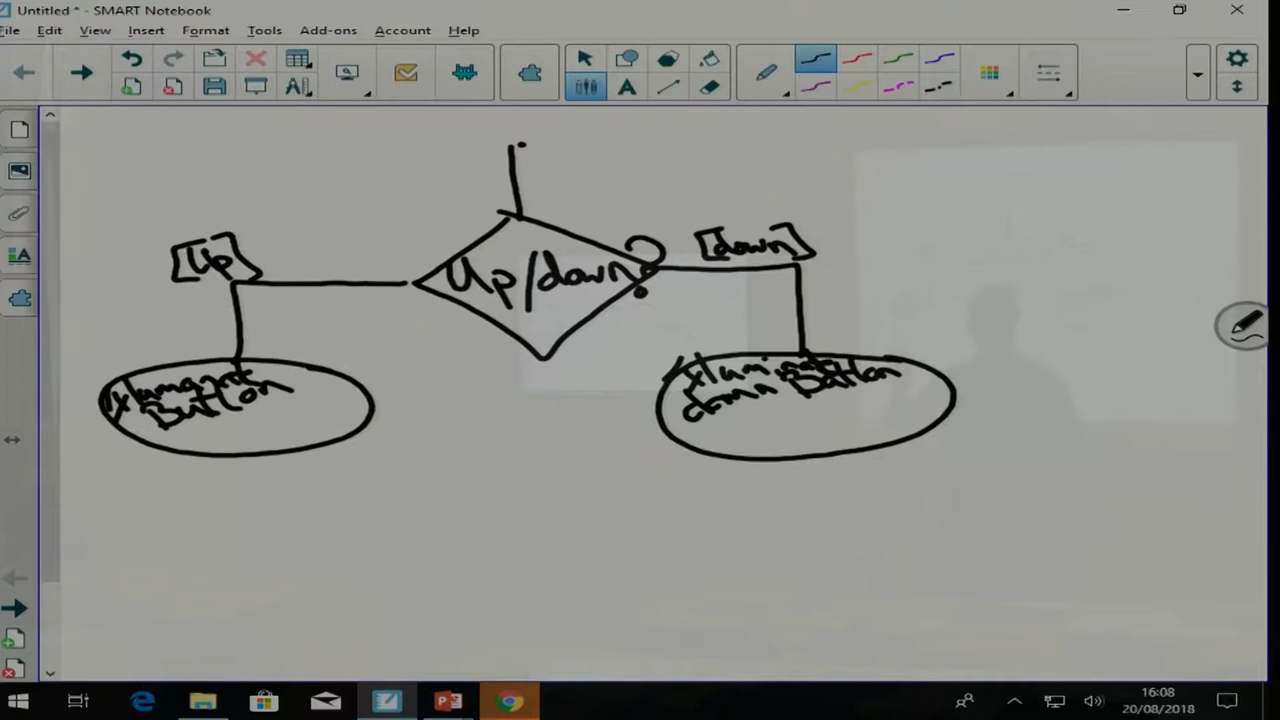 Untitled * - SMART Notebook
File Edit View Insert Format Tools Add-ons Account Help
[Up]
Up/down?
[down]
Button
down Button
16:08
20/08/2018